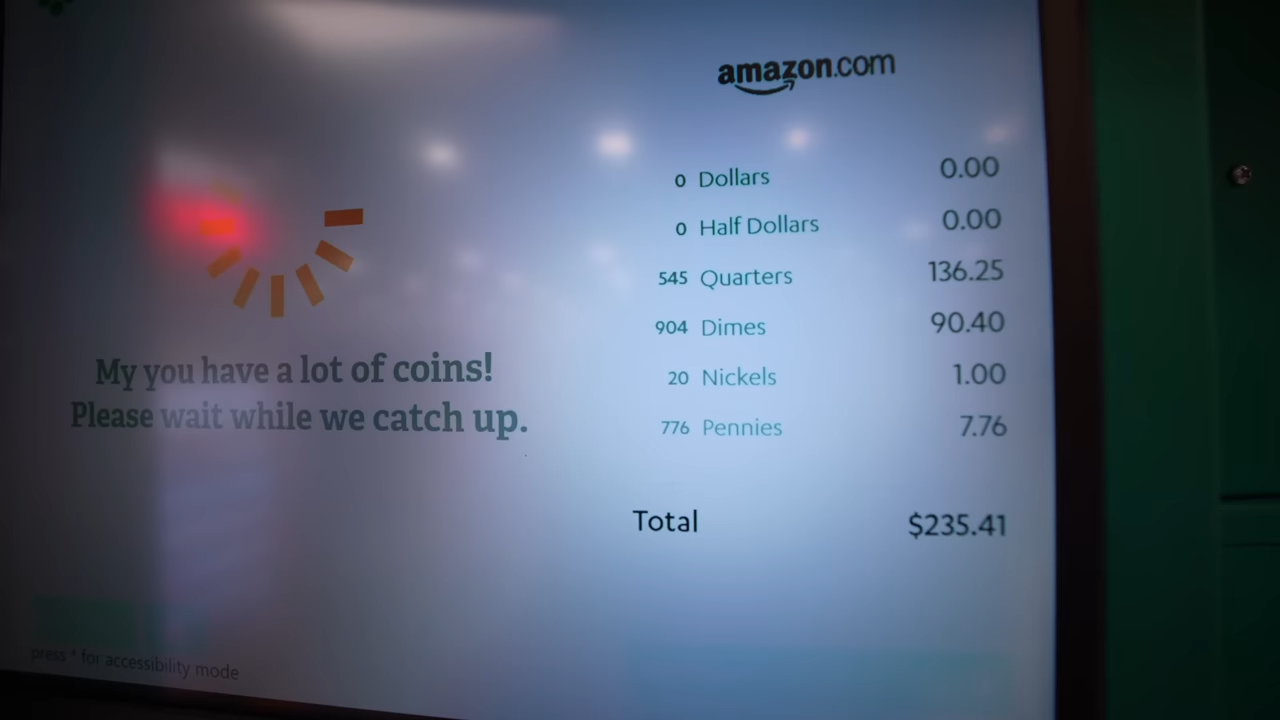 amazon.com
0 Dollars 0.00
0 Half Dollars 0.00
545 Quarters 136.25
904 Dimes 90.40
20 Nickels 1.00
776 Pennies 7.76
Total $235.41
My you have a lot of coins!
Please wait while we catch up.
press * for accessibility mode